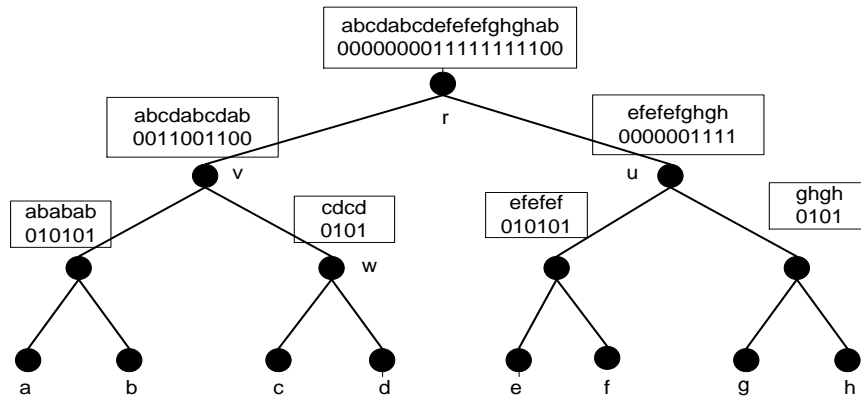 abcdabcdefefefghghab
00000000111111111100
r
abcdabcdab
0011001100
v
efefefghgh
0000001111
u
ababab
010101
cdcd
0101
w
efefef
010101
ghgh
0101
a b c d e f g h